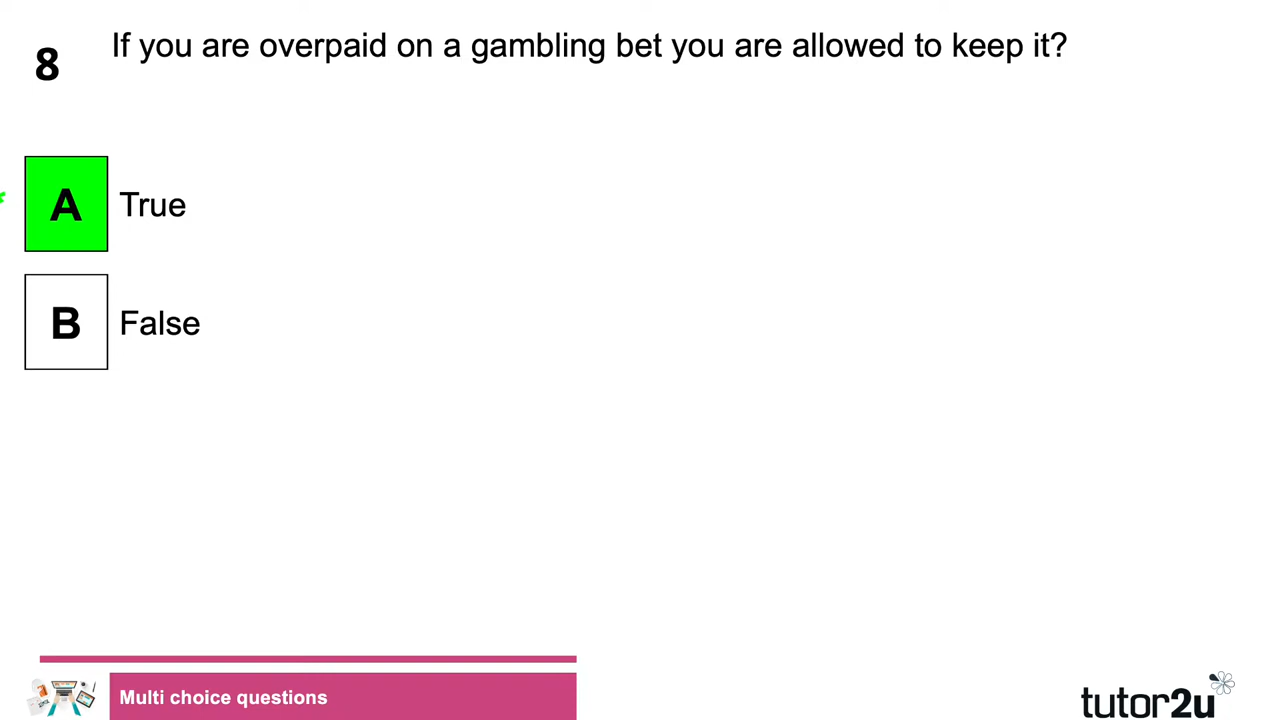 8
If you are overpaid on a gambling bet you are allowed to keep it?
A
True
B
False
Multi choice questions
tutor2u